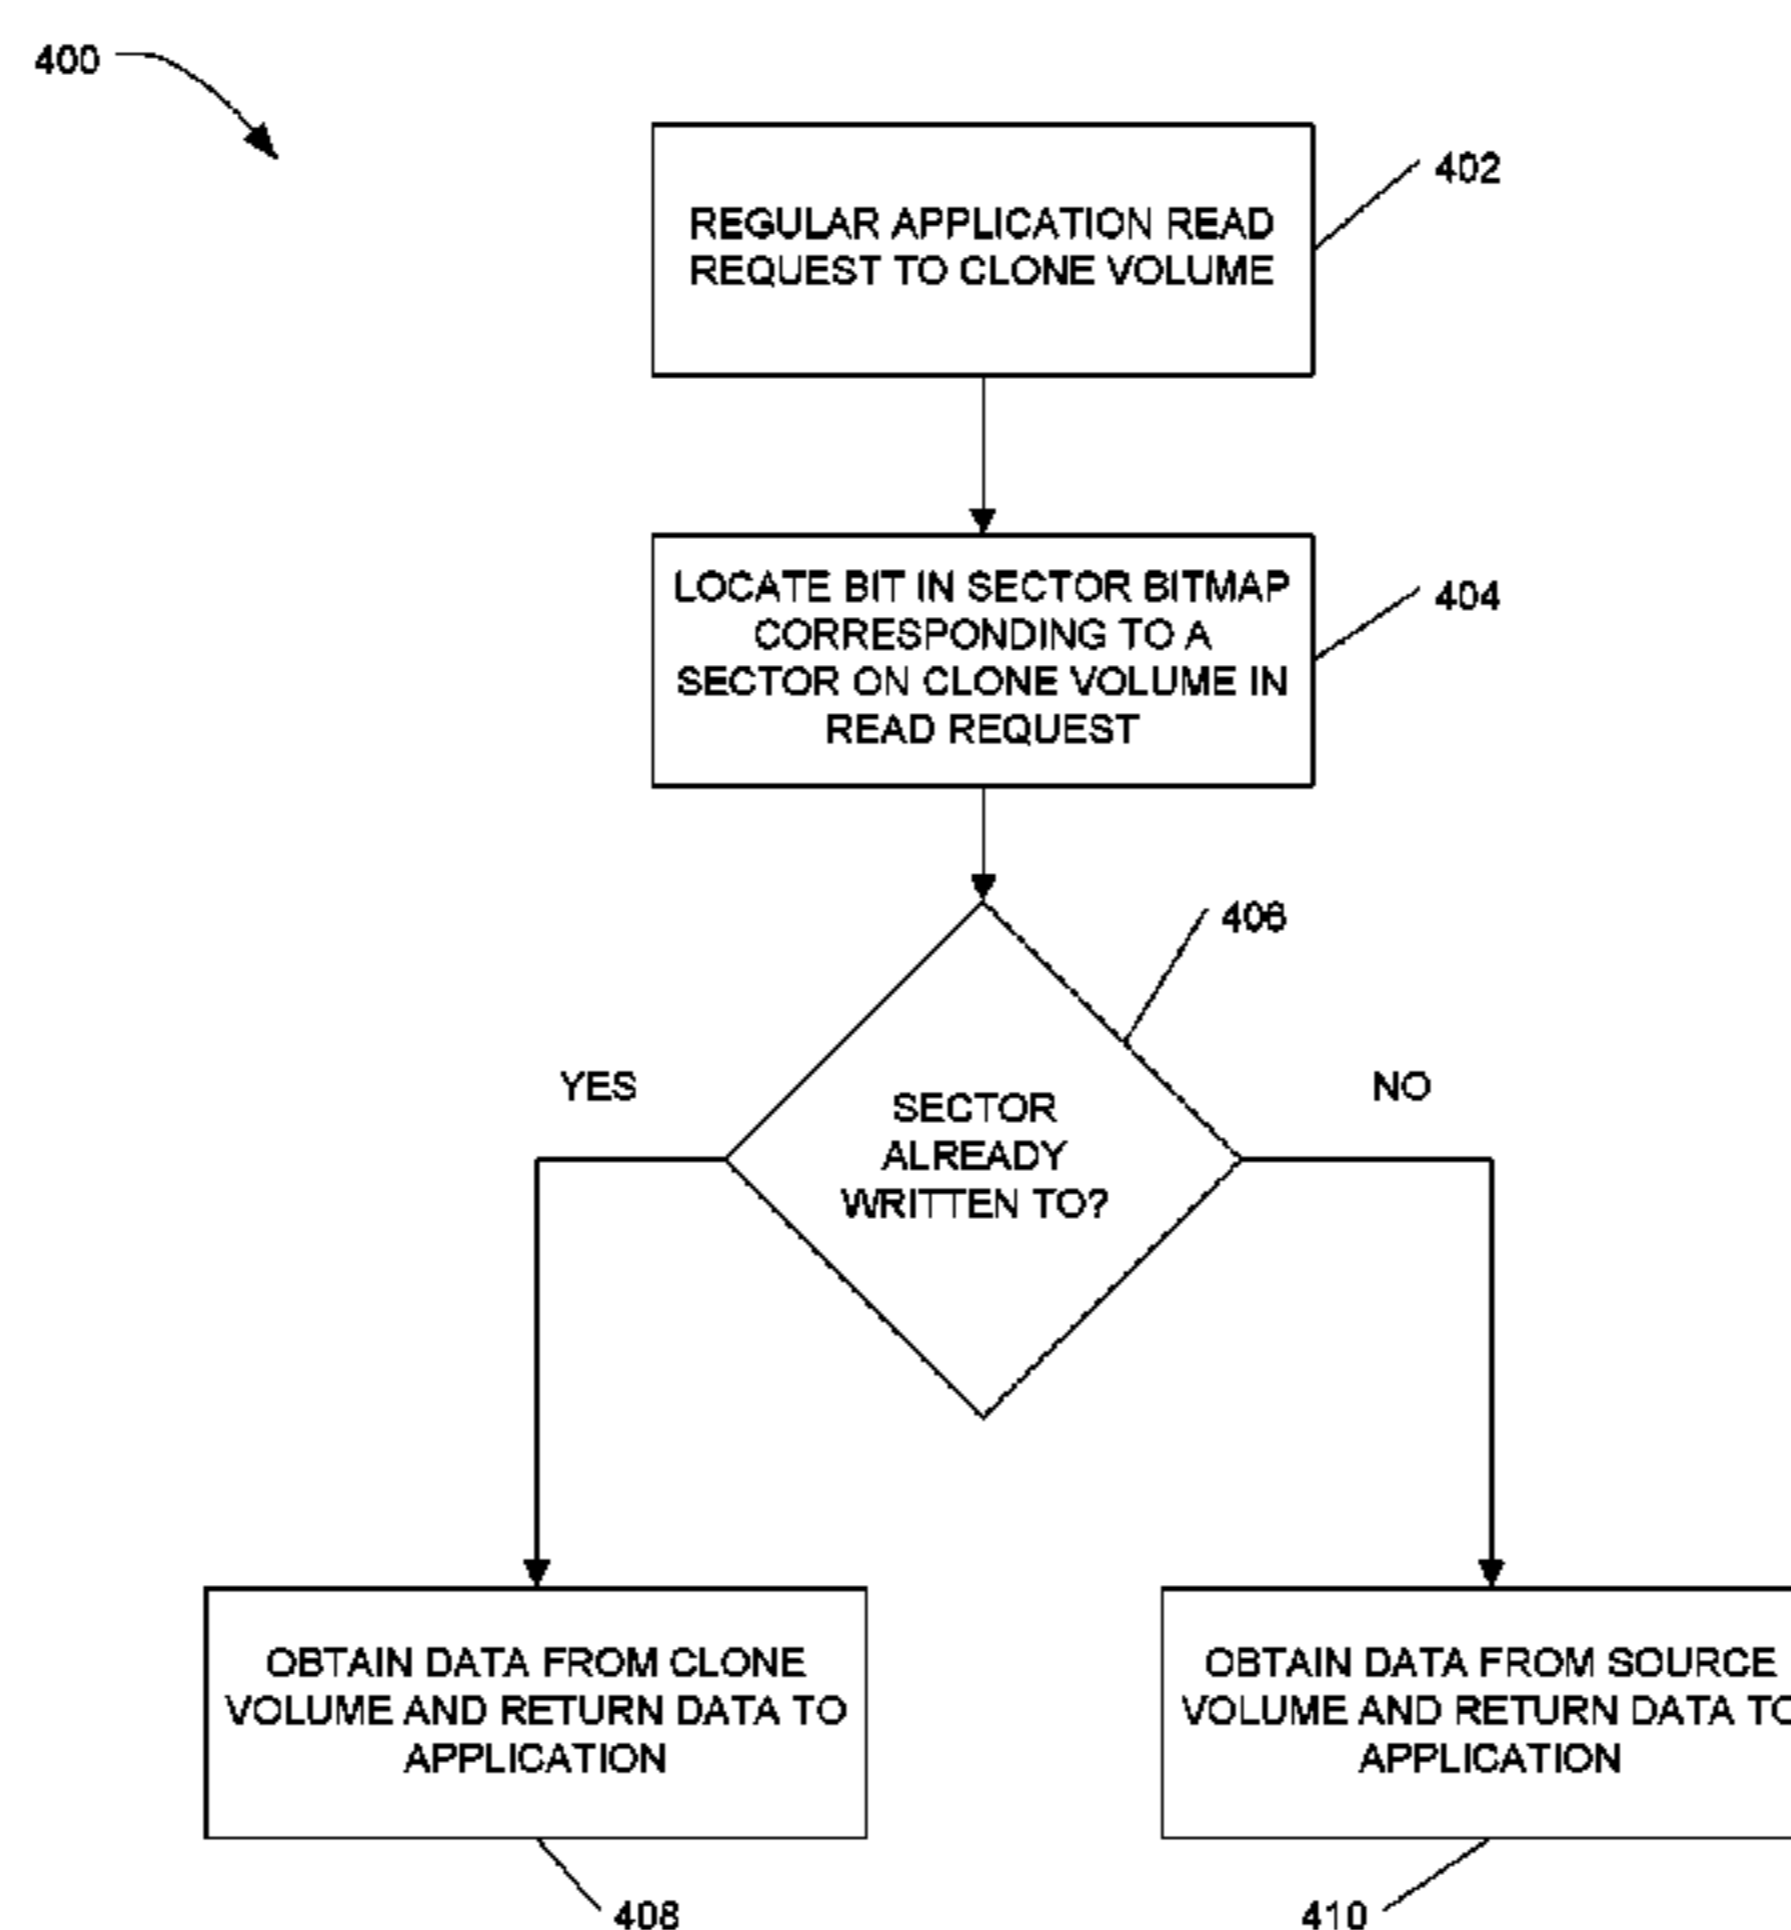 400
REGULAR APPLICATION READ
REQUEST TO CLONE VOLUME
402
LOCATE BIT IN SECTOR BITMAP
CORRESPONDING TO A
SECTOR ON CLONE VOLUME IN
READ REQUEST
404
406
YES
NO
SECTOR
ALREADY
WRITTEN TO?
OBTAIN DATA FROM CLONE
VOLUME AND RETURN DATA TO
APPLICATION
OBTAIN DATA FROM SOURCE
VOLUME AND RETURN DATA TO
APPLICATION
408
410